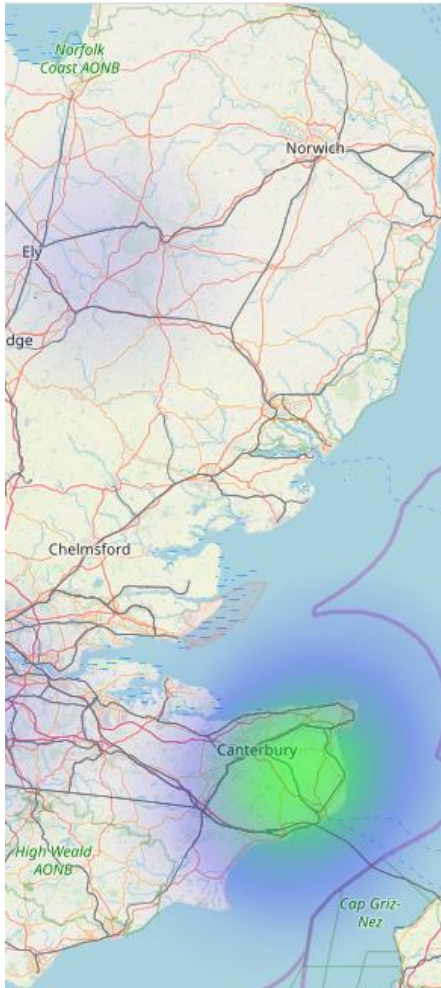 Norfolk
Coast AONB
Norwich
Ely
dge
Chelmsford
Canterbury
High Weald
AONB
Cap Griz-
Nez